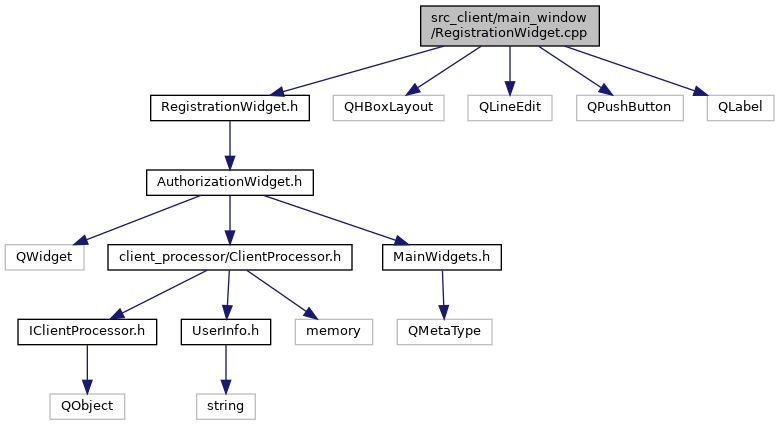 src_client/main_window
/RegistrationWidget.cpp
RegistrationWidget.h
QHBoxLayout
QLineEdit
QPushButton
QLabel
AuthorizationWidget.h
QWidget
client_processor/ClientProcessor.h
MainWidgets.h
IClientProcessor.h
UserInfo.h
memory
QMetaType
QObject
string